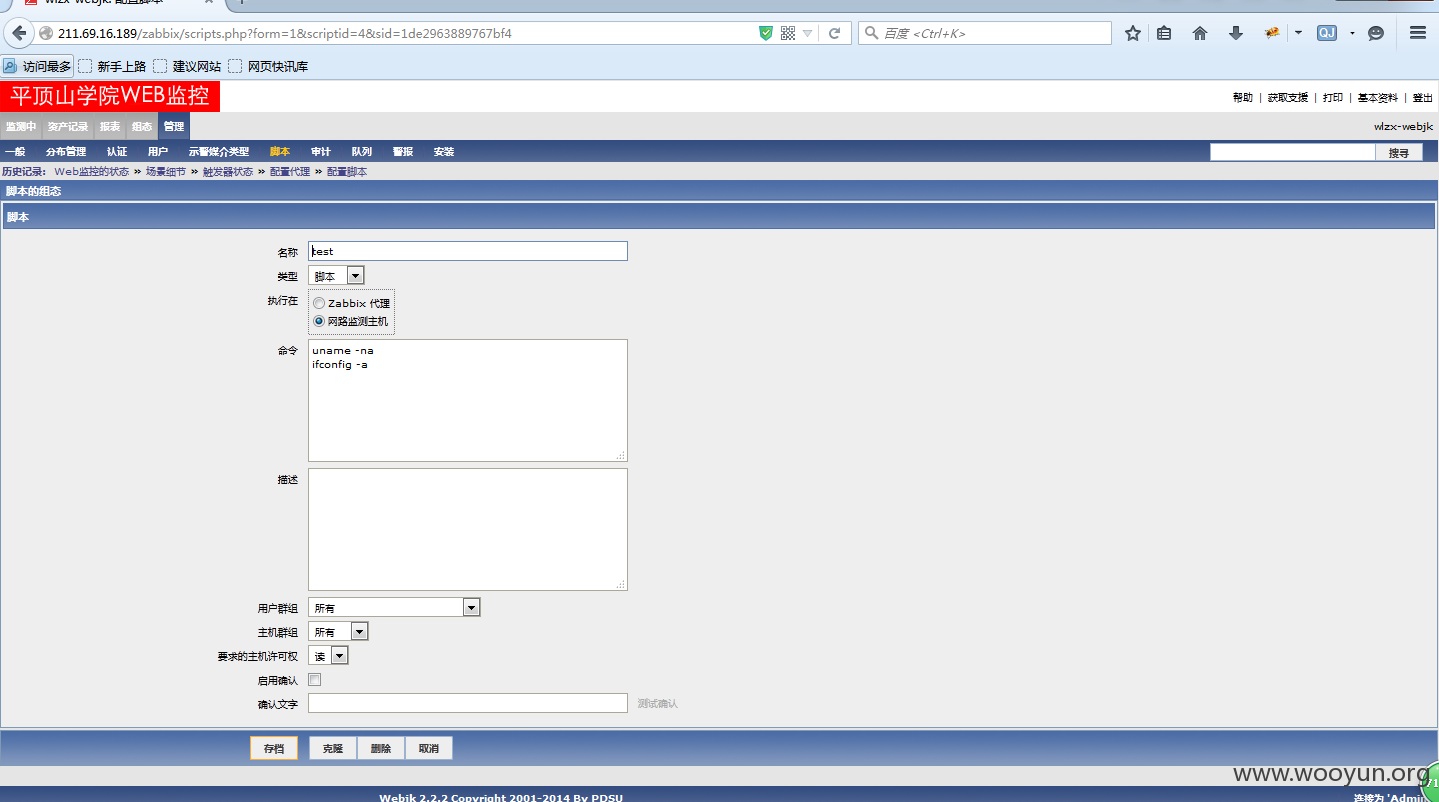 wlzx-webjk: 配置脚本
211.69.16.189/zabbix/scripts.php?form=1&scriptid=4&sid=1de2963889767bf4
百度 <Ctrl+K>
QJ
访问最多 新手上路 建议网站 网页快讯库
平顶山学院WEB监控
帮助 | 获取支援 | 打印 | 基本资料 | 登出
监测中 资产记录 报表 组态 管理
wlzx-webjk
一般 分布管理 认证 用户 示警媒介类型 脚本 审计 队列 警报 安装
搜寻
历史记录: Web监控的状态 » 场景细节 » 触发器状态 » 配置代理 » 配置脚本
脚本的组态
脚本
名称 test
类型 脚本
执行在 Zabbix 代理
网路监测主机
命令 uname -na
ifconfig -a
描述
用户群组 所有
主机群组 所有
要求的主机许可权 读
启用确认
确认文字 测试确认
存档 克隆 删除 取消
www.wooyun.org
71
Webjk 2.2.2 Copyright 2001-2014 By PDSU
连接为 'Admin